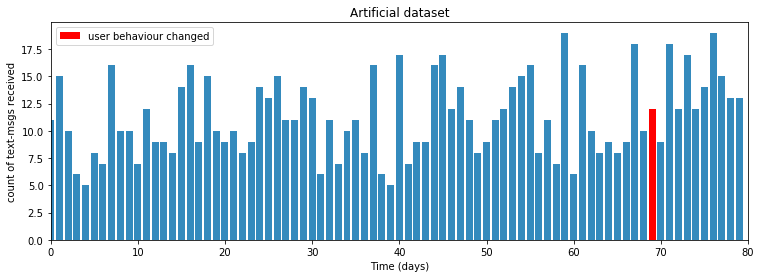 Artificial dataset
user behaviour changed
count of text-msgs received
17.5
15.0
12.5
10.0
7.5
5.0
2.5
0.0
0 10 20 30 40 50 60 70 80
Time (days)